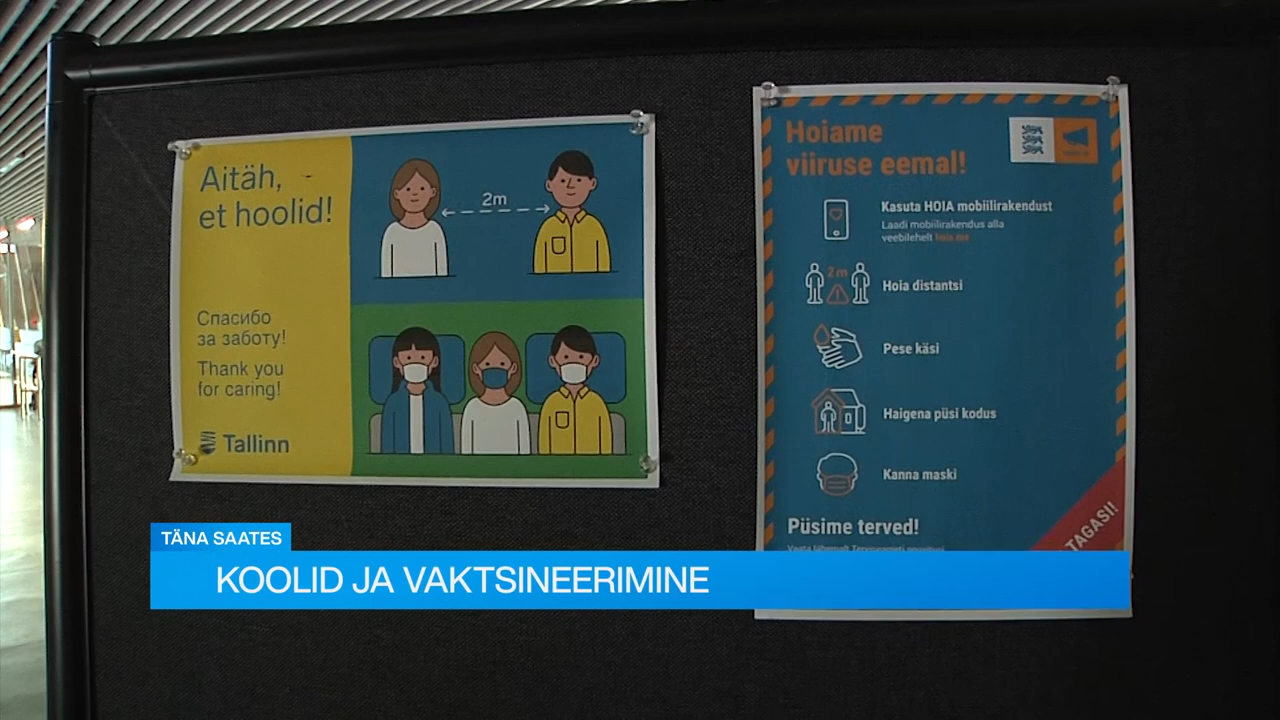 Aitäh,
et hoolid!
2m
Спасибо
за заботу!
Thank you
for caring!
Tallinn
Hoiame
viiruse eemal!
Kasuta HOIA mobiilirakendust
Laadi mobiilirakendus alla
veebilehelt hoia.me
2m
Hoia distantsi
Pese käsi
Haigena püsi kodus
Kanna maski
Püsime terved!
TAGASI!
TÄNA SAATES
KOOLID JA VAKTSINEERIMINE